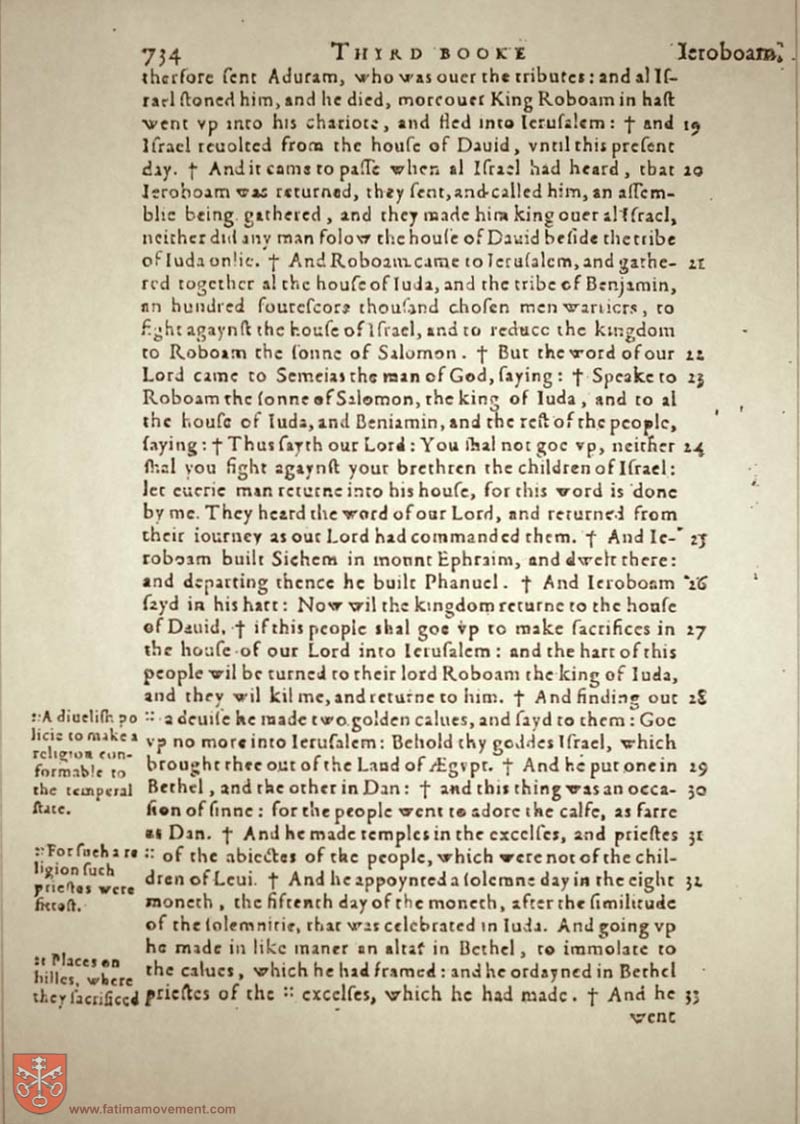 734 THIRD BOOKE Ieroboam.
therfore ſent Aduram, who was ouer the tributes: and al Iſ-
rael ſtoned him, and he died, moreouer King Roboam in haſt
went vp into his chariote, and fled into Ieruſalem: † and 19
Iſrael reuolted from the houſe of Dauid, vntil this preſent
day. † And it came to paſſe when al Iſrael had heard, that 20
Ieroboam was returned, they ſent, and called him, an aſſem-
blie being gathered, and they made him king ouer al Iſrael,
neither did any man folow the houſe of Dauid beſide the tribe
of Iuda onlie. † And Roboam came to Ieruſalem, and gathe- 21
red together al the houſe of Iuda, and the tribe of Benjamin,
an hundred foureſcore thouſand choſen men warriers, to
fight agaynſt the houſe of Iſrael, and to reduce the kingdom
to Roboam the ſonne of Salomon. † But the word of our 22
Lord came to Semeias the man of God, ſaying: † Speake to 23
Roboam the ſonne of Salomon, the king of Iuda, and to al
the houſe of Iuda, and Beniamin, and the reſt of the people,
ſaying: † Thus ſayth our Lord: You ſhal not goe vp, neither 24
ſhal you fight agaynſt your brethren the children of Iſrael:
let euerie man returne into his houſe, for this word is done
by me. They heard the word of our Lord, and returned from
their iourney as our Lord had commanded them. † And Ie- 25
roboam built Sichem in mount Ephraim, and dwelt there:
and departing thence he built Phanuel. † And Ieroboam 26
ſayd in his hart: Now wil the kingdom returne to the houſe
of Dauid, † if this people shal goe vp to make ſacrifices in 27
the houſe of our Lord into Ieruſalem: and the hart of this
people wil be turned to their lord Roboam the king of Iuda,
and they wil kil me, and returne to him. † And finding out 28
:: a deuiſe he made two golden calues, and ſayd to them: Goe
vp no more into Ieruſalem: Behold thy goddes Iſrael, which
brought thee out of the Land of Ægypt. † And he put one in 29
Bethel, and the other in Dan: † and this thing was an occa- 30
ſion of ſinne: for the people went to adore the calfe, as farre
as Dan. † And he made temples in the excelſes, and prieſtes 31
:: of the abiectes of the people, which were not of the chil-
dren of Leui. † And he appoynted a ſolemne day in the eight 32
moneth, the fifteenth day of the moneth, after the ſimilitude
of the ſolemnitie, that was celebrated in Iuda. And going vp
he made in like maner an altar in Bethel, to immolate to
the calues, which he had framed: and he ordayned in Bethel
prieſtes of the :: excelſes, which he had made. † And he 33
went
:: A diueliſh po
licie to make a
religion con-
formable to
the temperal
ſtate.
:: For ſuch a re
ligion ſuch
prieſtes were
fitteſt.
:: Places on
hilles, where
they ſacrificed
www.fatimamovement.com